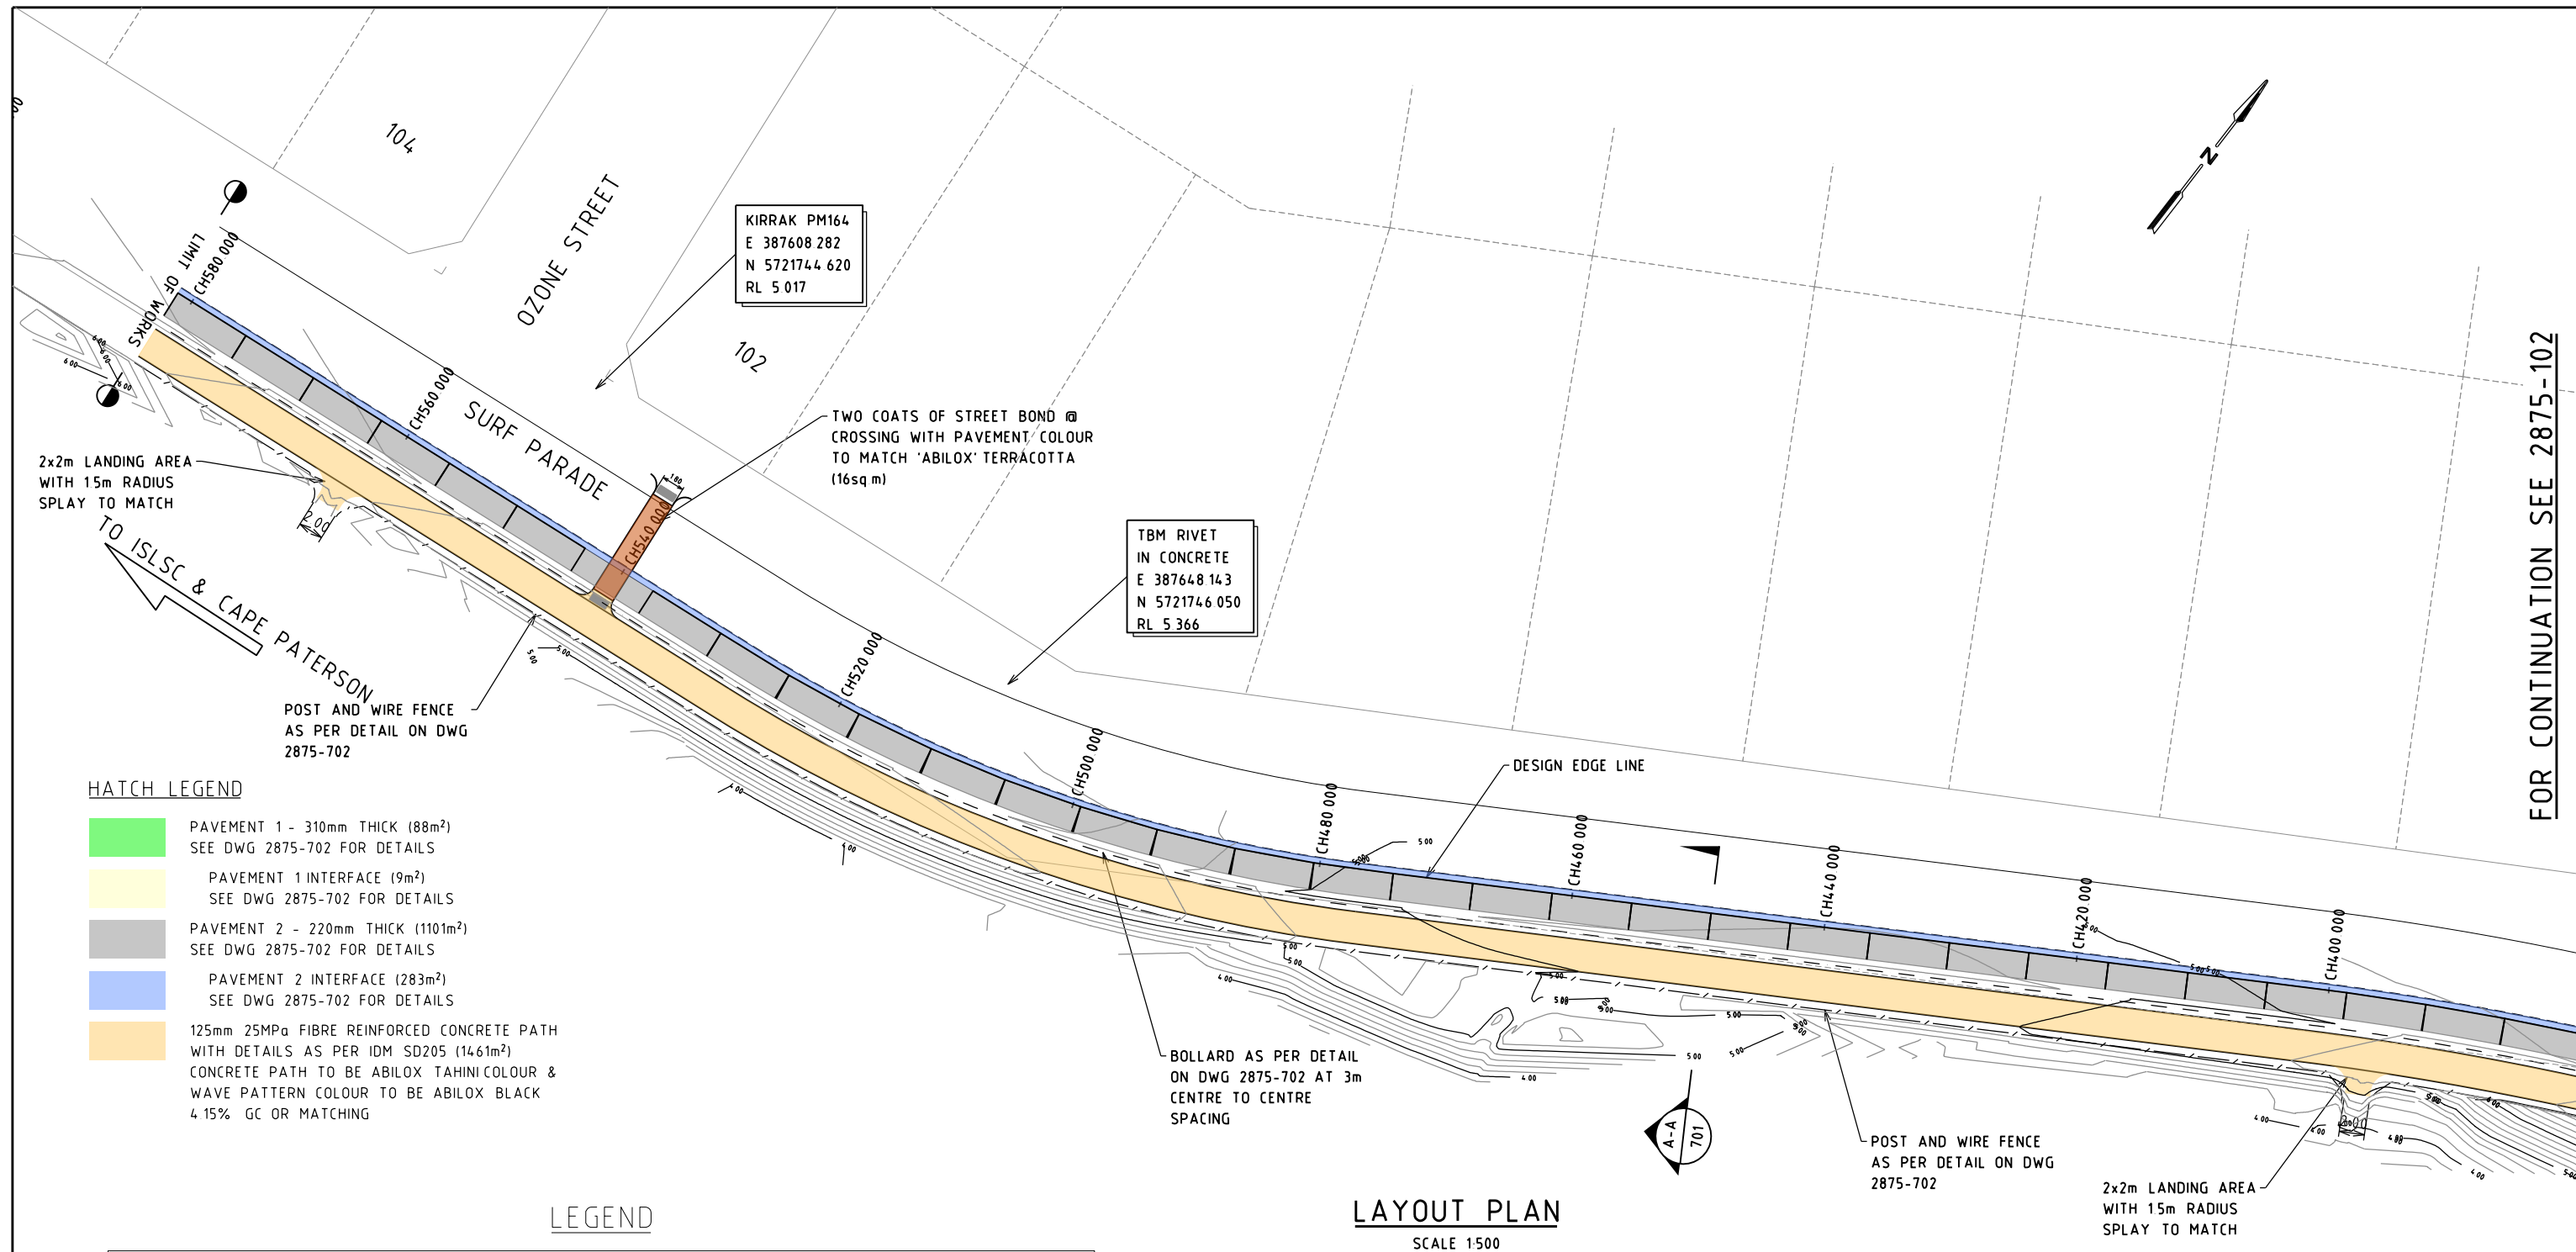 104
OZONE STREET
KIRRAK PM164
E 387608.282
N 5721744.620
RL 5.017
102
N
LIMIT OF WORKS
CH580.000
CH560.000
SURF PARADE
TWO COATS OF STREET BOND @
CROSSING WITH PAVEMENT COLOUR
TO MATCH 'ABILOX' TERRACOTTA
(16sq.m)
1.80
CH540.000
2x2m LANDING AREA
WITH 1.5m RADIUS
SPLAY TO MATCH
2.00
TO ISLSC & CAPE PATERSON
TBM RIVET
IN CONCRETE
E 387648.143
N 5721746.050
RL 5.366
FOR CONTINUATION SEE 2875-102
CH520.000
POST AND WIRE FENCE
AS PER DETAIL ON DWG
2875-702
CH500.000
CH480.000
CH460.000
CH440.000
CH420.000
CH400.000
DESIGN EDGE LINE
HATCH LEGEND
PAVEMENT 1 - 310mm THICK (88m²)
SEE DWG 2875-702 FOR DETAILS
PAVEMENT 1 INTERFACE (9m²)
SEE DWG 2875-702 FOR DETAILS
PAVEMENT 2 - 220mm THICK (1101m²)
SEE DWG 2875-702 FOR DETAILS
PAVEMENT 2 INTERFACE (283m²)
SEE DWG 2875-702 FOR DETAILS
125mm 25MPa FIBRE REINFORCED CONCRETE PATH
WITH DETAILS AS PER IDM SD205 (1461m²)
CONCRETE PATH TO BE ABILOX TAHINI COLOUR &
WAVE PATTERN COLOUR TO BE ABILOX BLACK
4.15% GC OR MATCHING
BOLLARD AS PER DETAIL
ON DWG 2875-702 AT 3m
CENTRE TO CENTRE
SPACING
A-A
701
POST AND WIRE FENCE
AS PER DETAIL ON DWG
2875-702
2x2m LANDING AREA
WITH 1.5m RADIUS
SPLAY TO MATCH
LEGEND
LAYOUT PLAN
SCALE 1:500